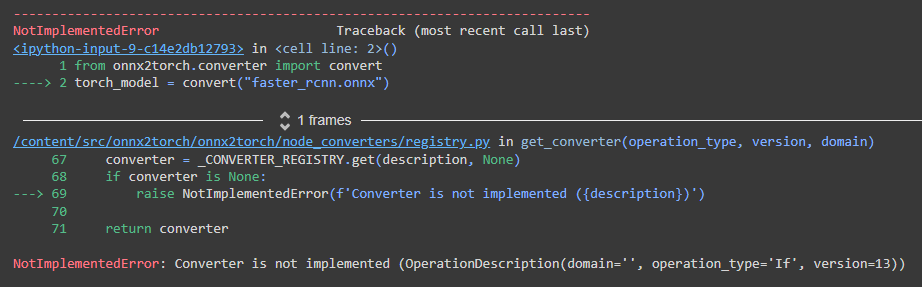 ---------------------------------------------------------------------------
NotImplementedError                       Traceback (most recent call last)
<ipython-input-9-c14e2db12793> in <cell line: 2>()
      1 from onnx2torch.converter import convert
----> 2 torch_model = convert("faster_rcnn.onnx")
1 frames
/content/src/onnx2torch/onnx2torch/node_converters/registry.py in get_converter(operation_type, version, domain)
     67     converter = _CONVERTER_REGISTRY.get(description, None)
     68     if converter is None:
---> 69         raise NotImplementedError(f'Converter is not implemented ({description})')
     70
     71     return converter
NotImplementedError: Converter is not implemented (OperationDescription(domain='', operation_type='If', version=13))